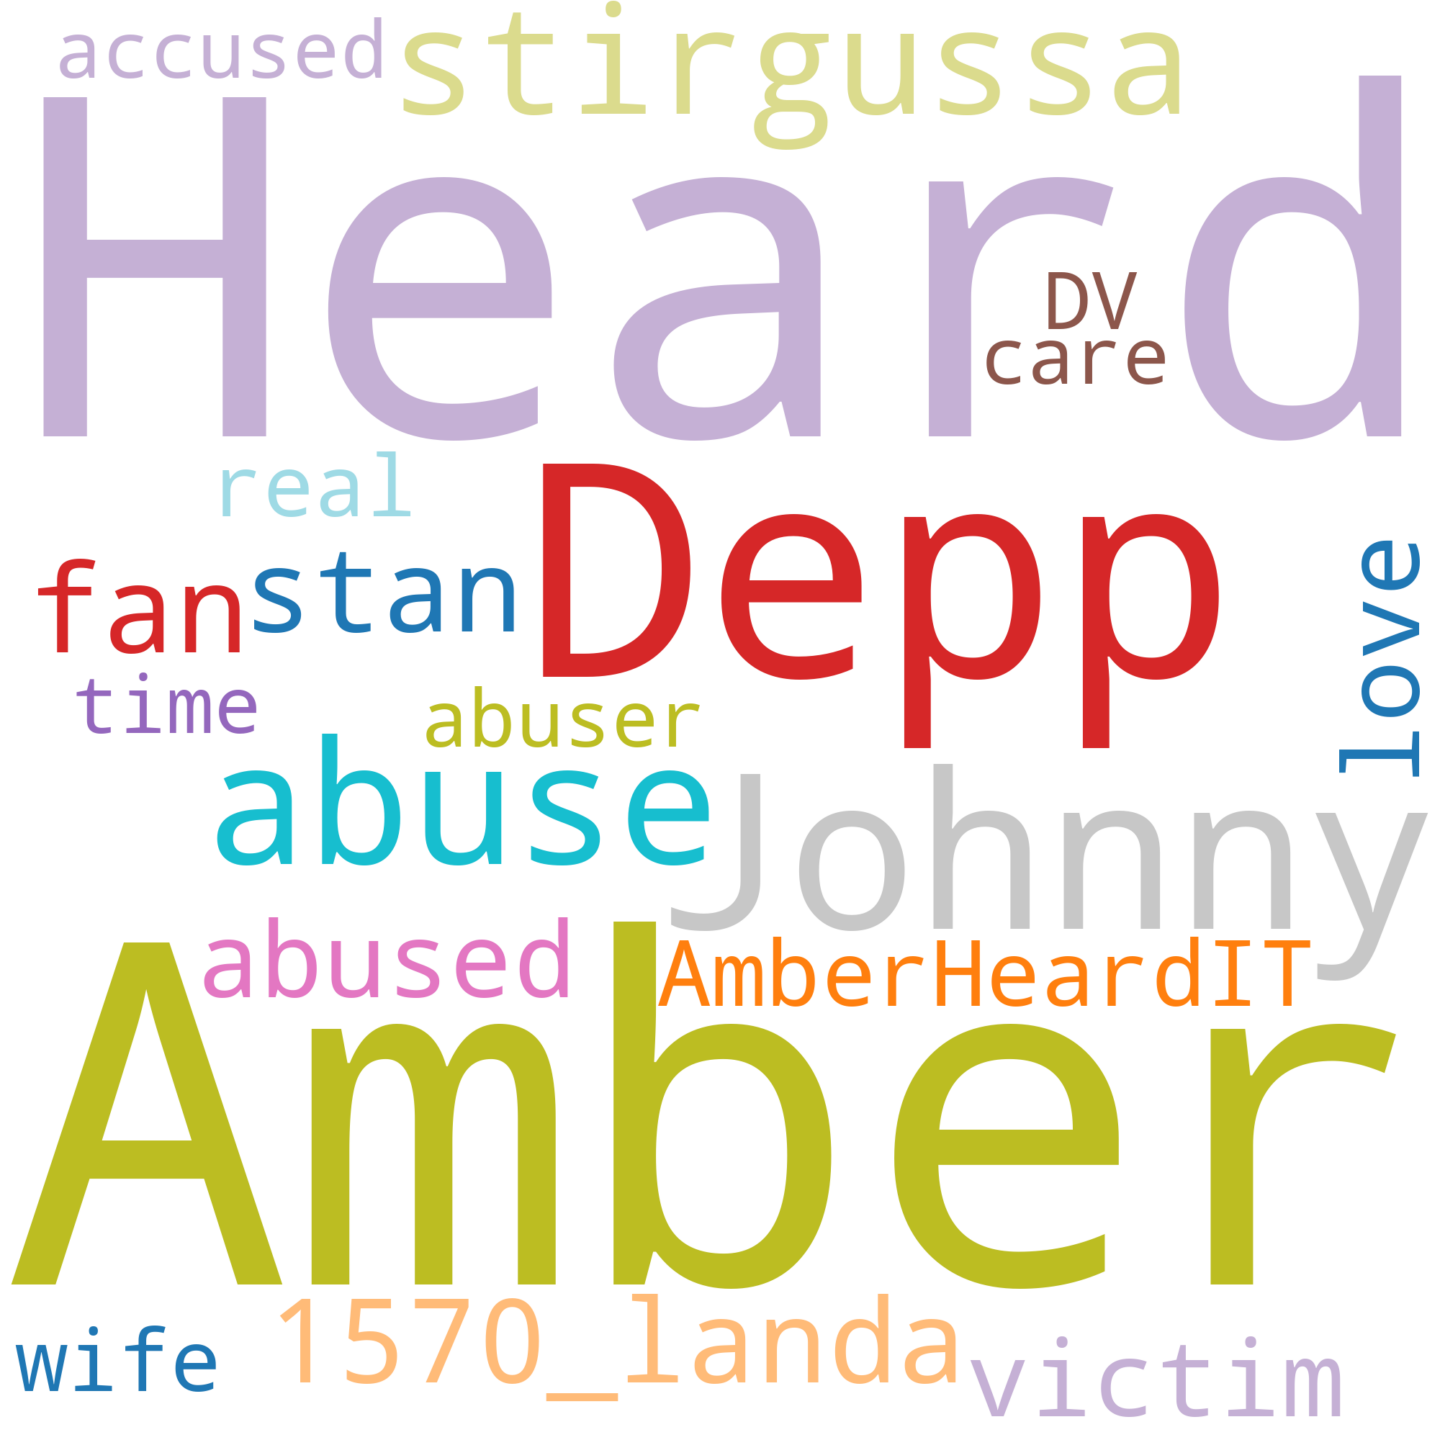 accused
stirgussa
Heard
DV
care
real
Depp
fan
stan
love
time
abuser
abuse
Johnny
abused
AmberHeardIT
Amber
1570_landa
wife
victim